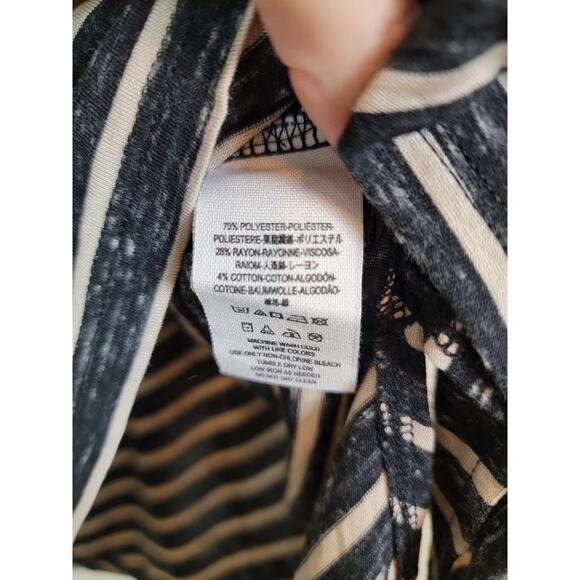 70% POLYESTER-POLIÉSTER-
POLIESTERE-聚酯纖維-ポリエステル
26% RAYON-RAYONNE-VISCOSA-
RAIOM-人造絲-レーヨン
4% COTTON-COTON-ALGODÓN-
COTONE-BAUMWOLLE-ALGODÃO-
棉花-綿
MACHINE WASH COLD
WITH LIKE COLORS
USE ONLY NON-CHLORINE BLEACH
TUMBLE DRY LOW
LOW IRON AS NEEDED
DO NOT DRY CLEAN